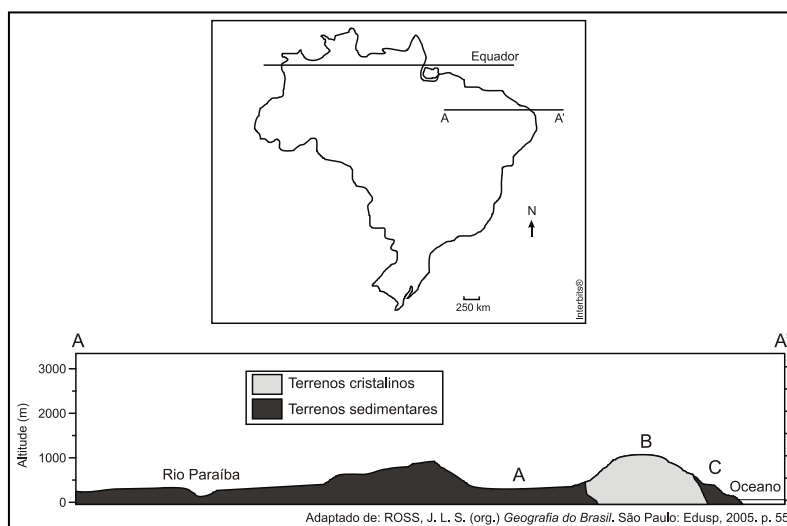 Equador
A A'
N
250 km
Interbits®
A A'
3000
2000
1000
0
Altitude (m)
Terrenos cristalinos
Terrenos sedimentares
Rio Paraíba
A
B
C
Oceano
Adaptado de: ROSS, J. L. S. (org.) Geografia do Brasil. São Paulo: Edusp, 2005. p. 55